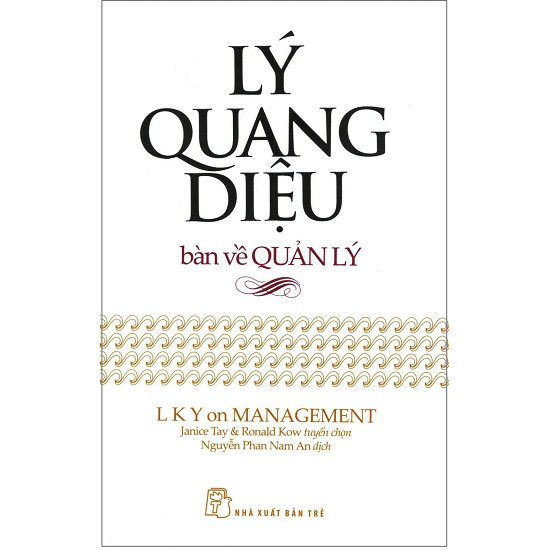 LÝ
QUANG
DIỆU
bàn về QUẢN LÝ
L K Y on MANAGEMENT
Janice Tay & Ronald Kow tuyển chọn
Nguyễn Phan Nam An dịch
T
NHÀ XUẤT BẢN TRẺ